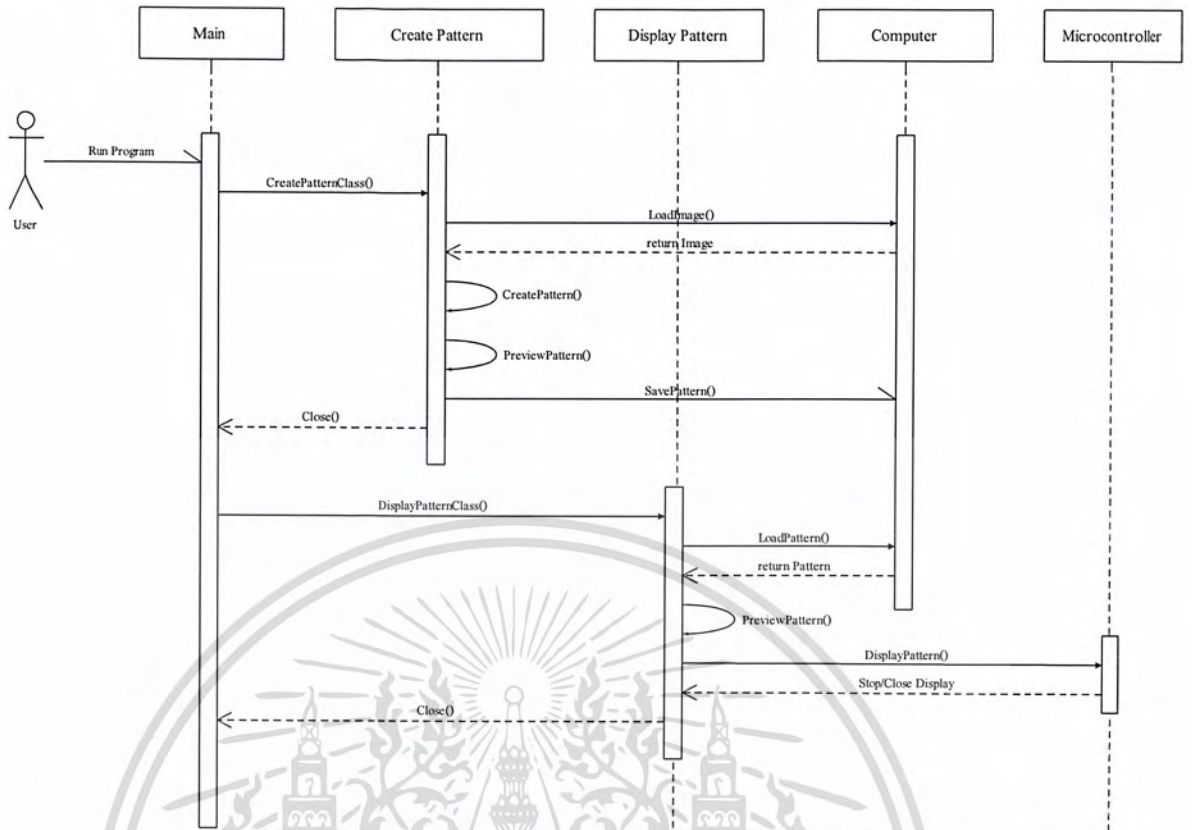 Main
Create Pattern
Display Pattern
Computer
Microcontroller
User
Run Program
CreatePatternClass()
LoadImage()
return Image
CreatePattern()
PreviewPattern()
SavePattern()
Close()
DisplayPatternClass()
LoadPattern()
return Pattern
PreviewPattern()
DisplayPattern()
Stop/Close Display
Close()